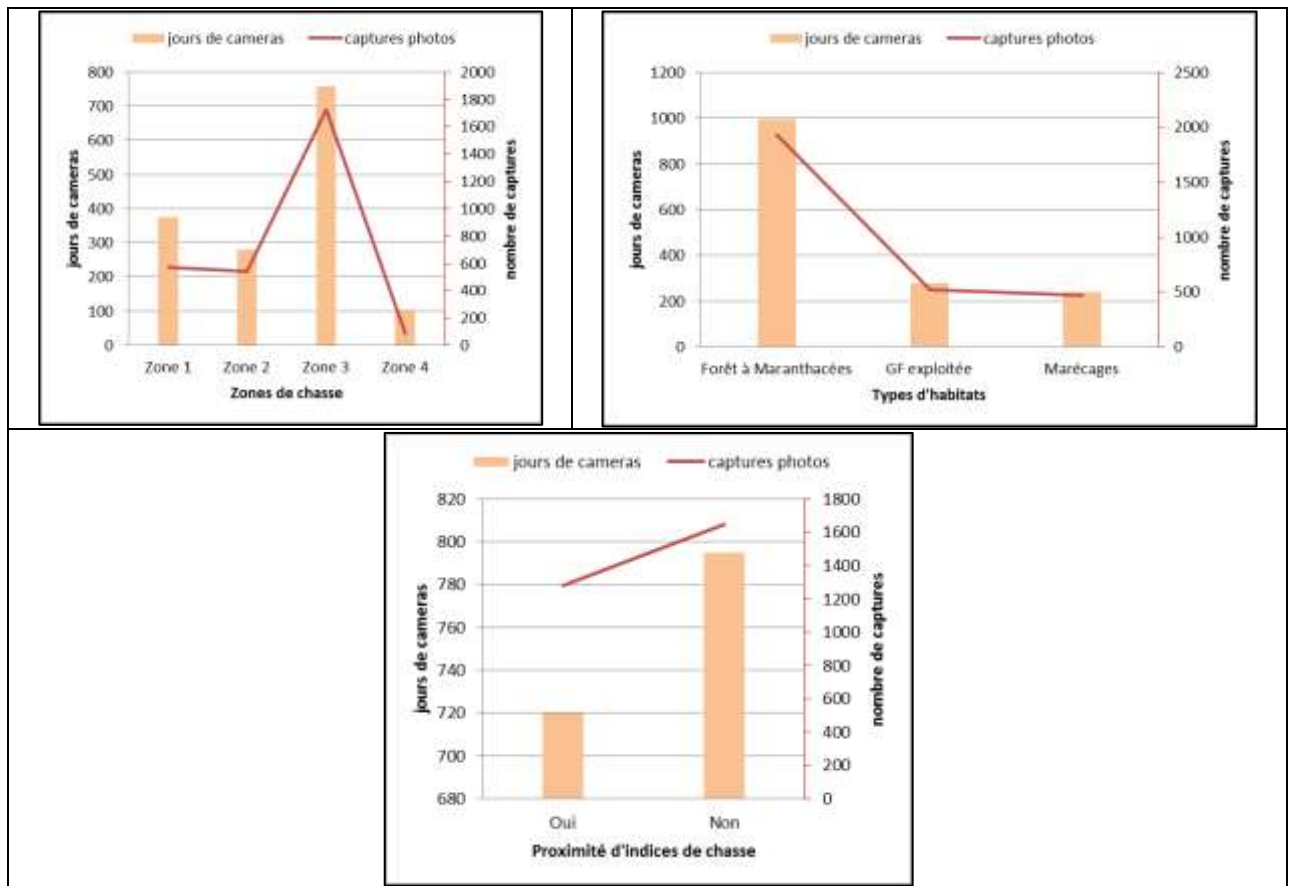 jours de cameras captures photos
800 2000
700 1800
600 1600
500 1400
400 1200
300 1000
200 800
100 600
0 400
200
0
jours de cameras
nombre de captures
Zone 1 Zone 2 Zone 3 Zone 4
Zones de chasse
jours de cameras captures photos
1200 2500
1000 2000
800 1500
600 1000
400 500
200 0
0
jours de cameras
nombre de captures
Forêt à Maranthacées GF exploitée Marécages
Types d'habitats
jours de cameras captures photos
820 1800
800 1600
780 1400
760 1200
740 1000
720 800
700 600
680 400
200
0
jours de cameras
nombre de captures
Oui Non
Proximité d'indices de chasse